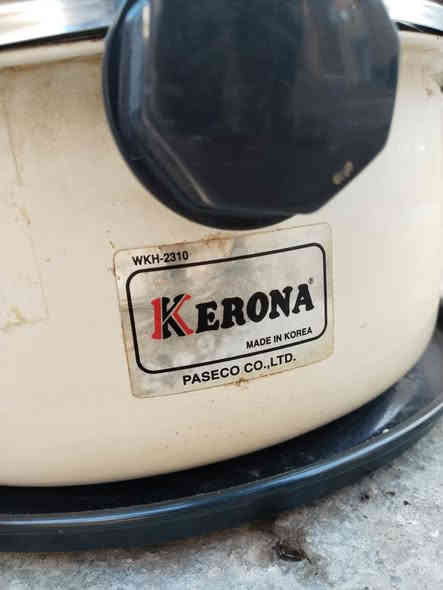 WKH-2310
KERONA®
MADE IN KOREA
PASECO CO.,LTD.